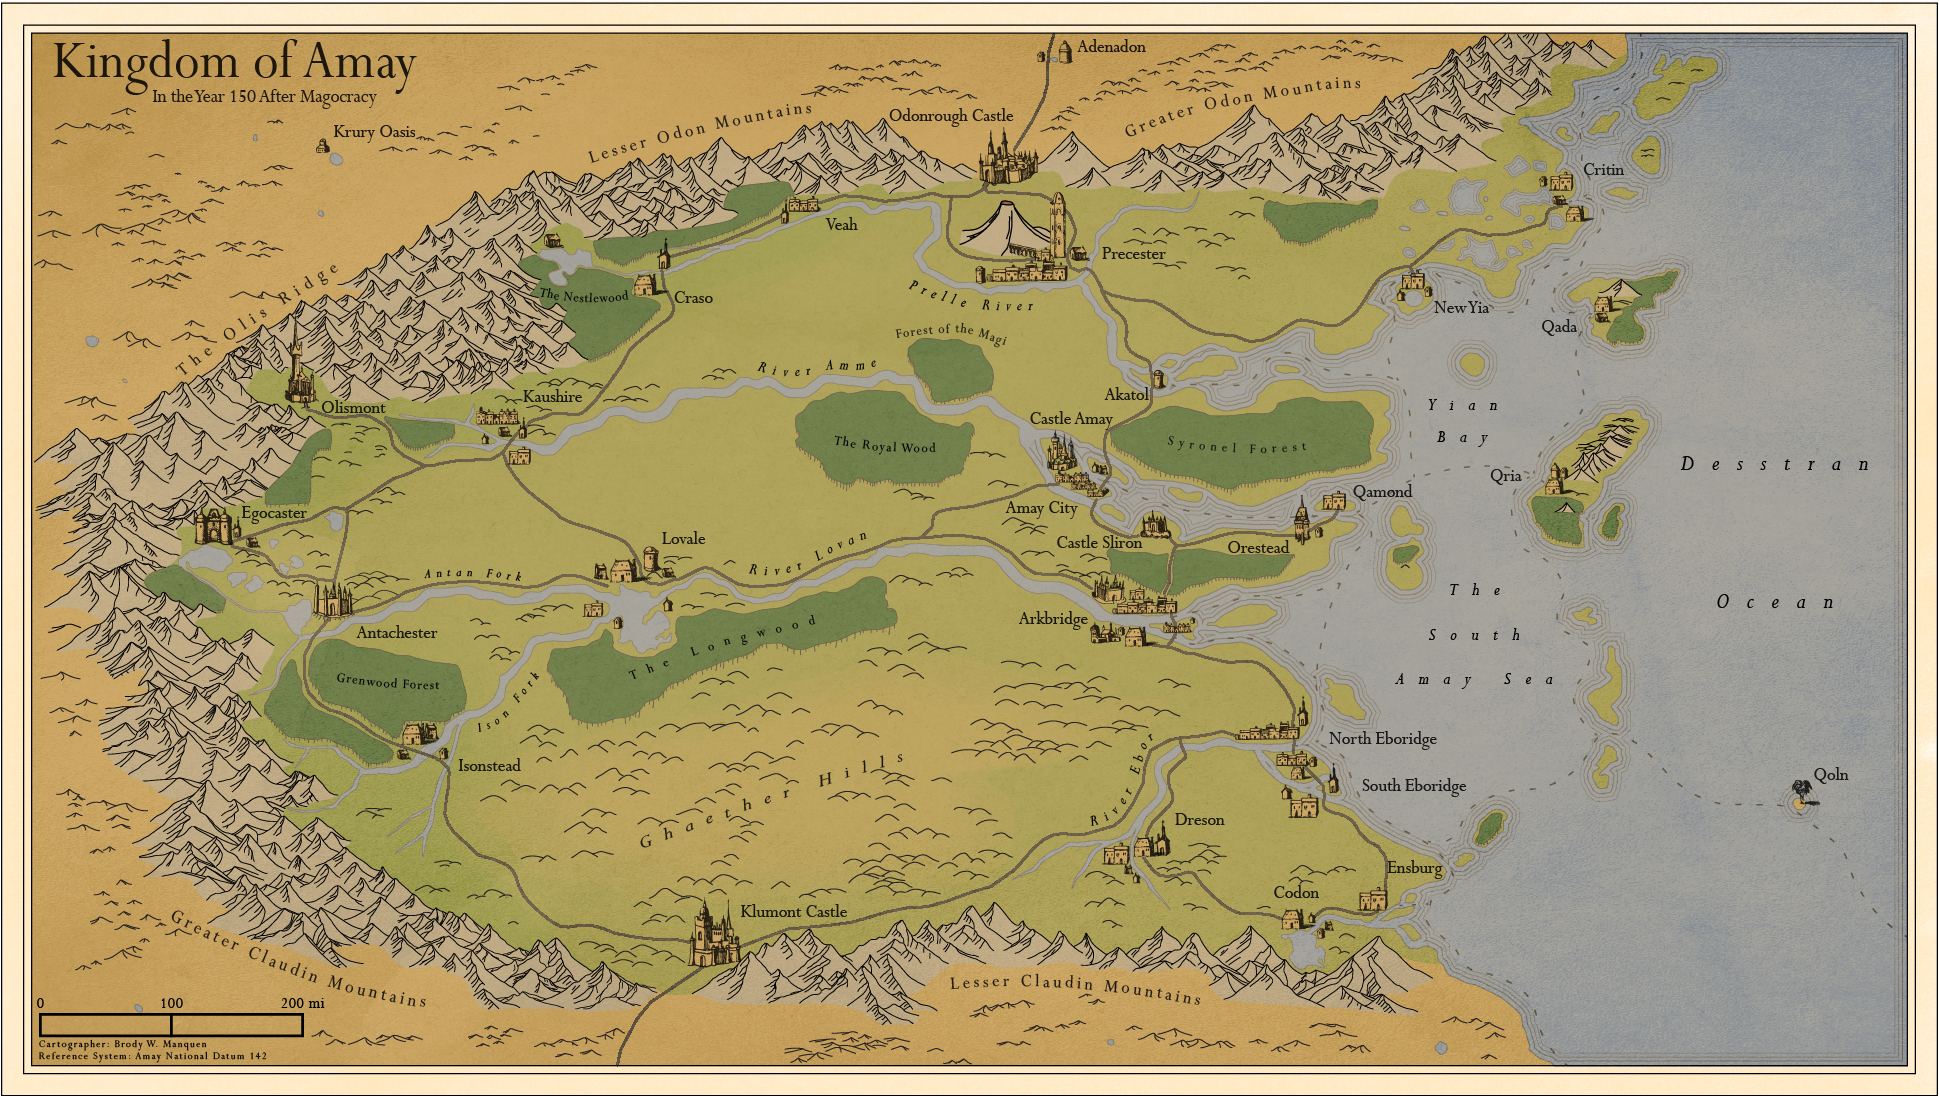 Kingdom of Amay
In the Year 150 After Magocracy
Adenadon
Krury Oasis
Lesser Odon Mountains
Odonrough Castle
Greater Odon Mountains
Critin
Veah
Precester
The Nestlewood
Craso
Prelle River
New Yia
Qada
The Olis Ridge
Forest of the Magi
River Amme
Olismont
Kaushire
Akatol
Castle Amay
Yian
Bay
The Royal Wood
Syronel Forest
Desstran
Ocean
Qria
Qamond
Egocaster
Amay City
Lovale
River Lovan
Castle Sliron
Orestead
Antan Fork
The
South
Amay Sea
Arkbridge
Antachester
The Longwood
Grenwood Forest
Ison Fork
North Eboridge
Isonstead
Ghaether Hills
River Ebor
South Eboridge
Qoln
Dreson
Ensburg
Codon
Klumont Castle
Greater Claudin Mountains
Lesser Claudin Mountains
0 100 200 mi
Cartographer: Brody W. Manquen
Reference System: Amay National Datum 142